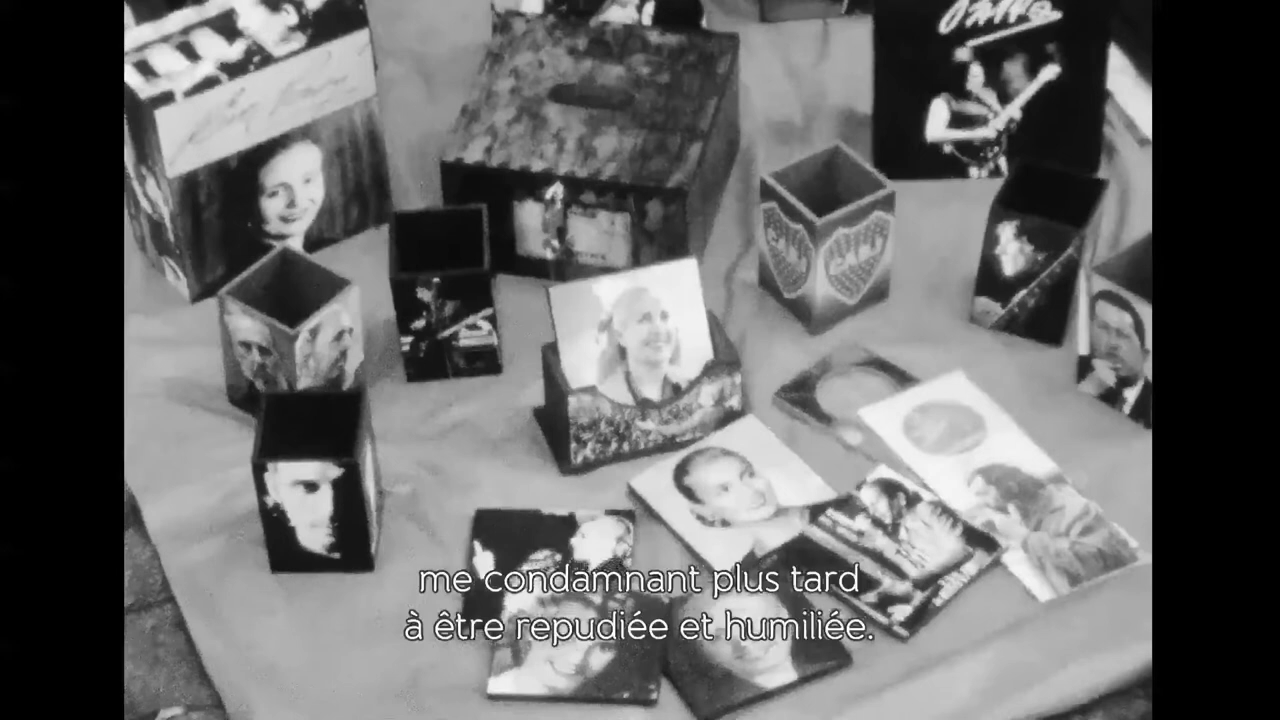 me condamnant plus tard
à être repudiée et humiliée.